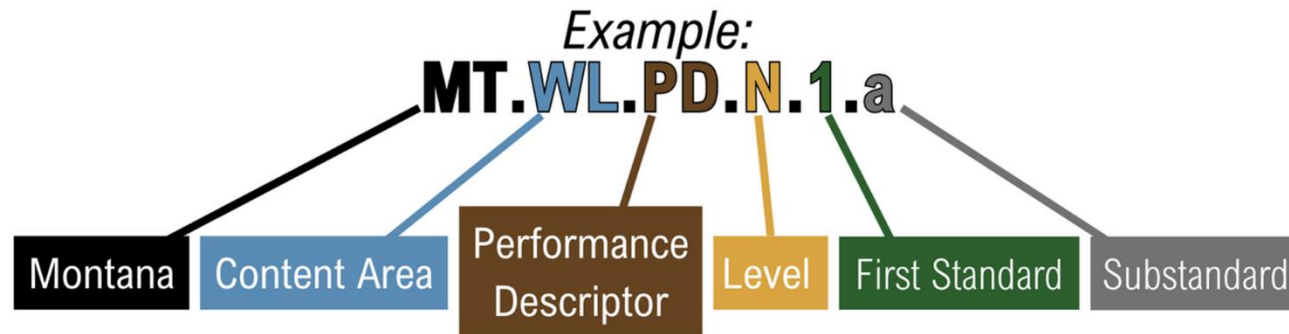 Example:
MT.WL.PD.N.1.a
Montana
Content Area
Performance
Descriptor
Level
First Standard
Substandard